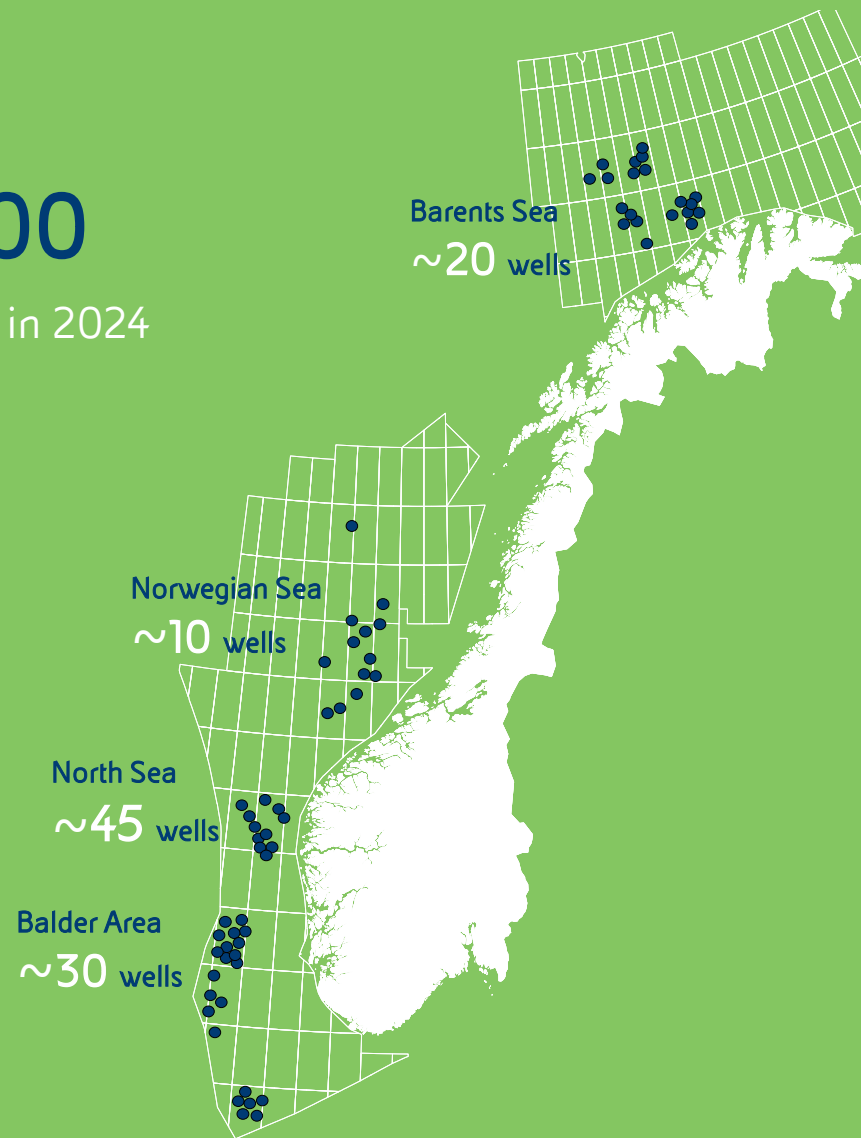 00
in 2024
Barents Sea
~20 wells
Norwegian Sea
~10 wells
North Sea
~45 wells
Balder Area
~30 wells